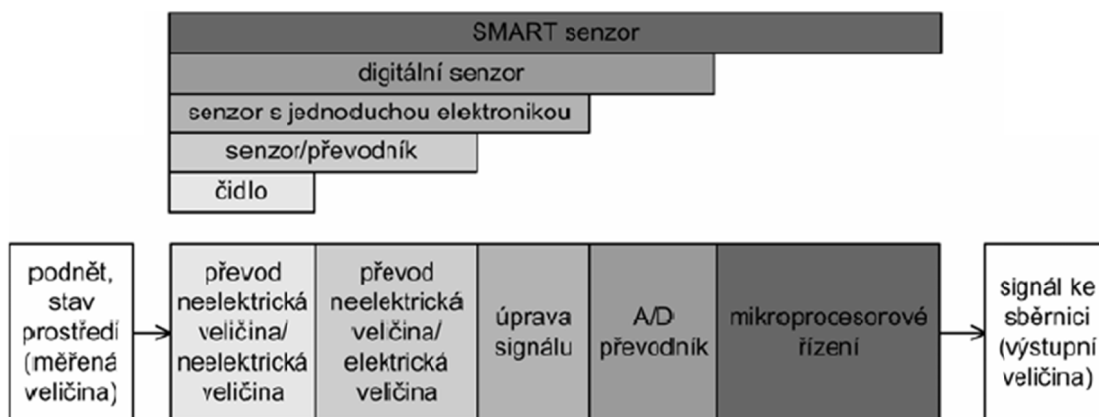 SMART senzor
digitální senzor
senzor s jednoduchou elektronikou
senzor/převodník
čidlo
podnět,
stav
prostředí
(měřená
veličina)
převod
neelektrická
veličina/
neelektrická
veličina
převod
neelektrická
veličina/
elektrická
veličina
úprava
signálu
A/D
převodník
mikroprocesorové
řízení
signál ke
sběrnici
(výstupní
veličina)